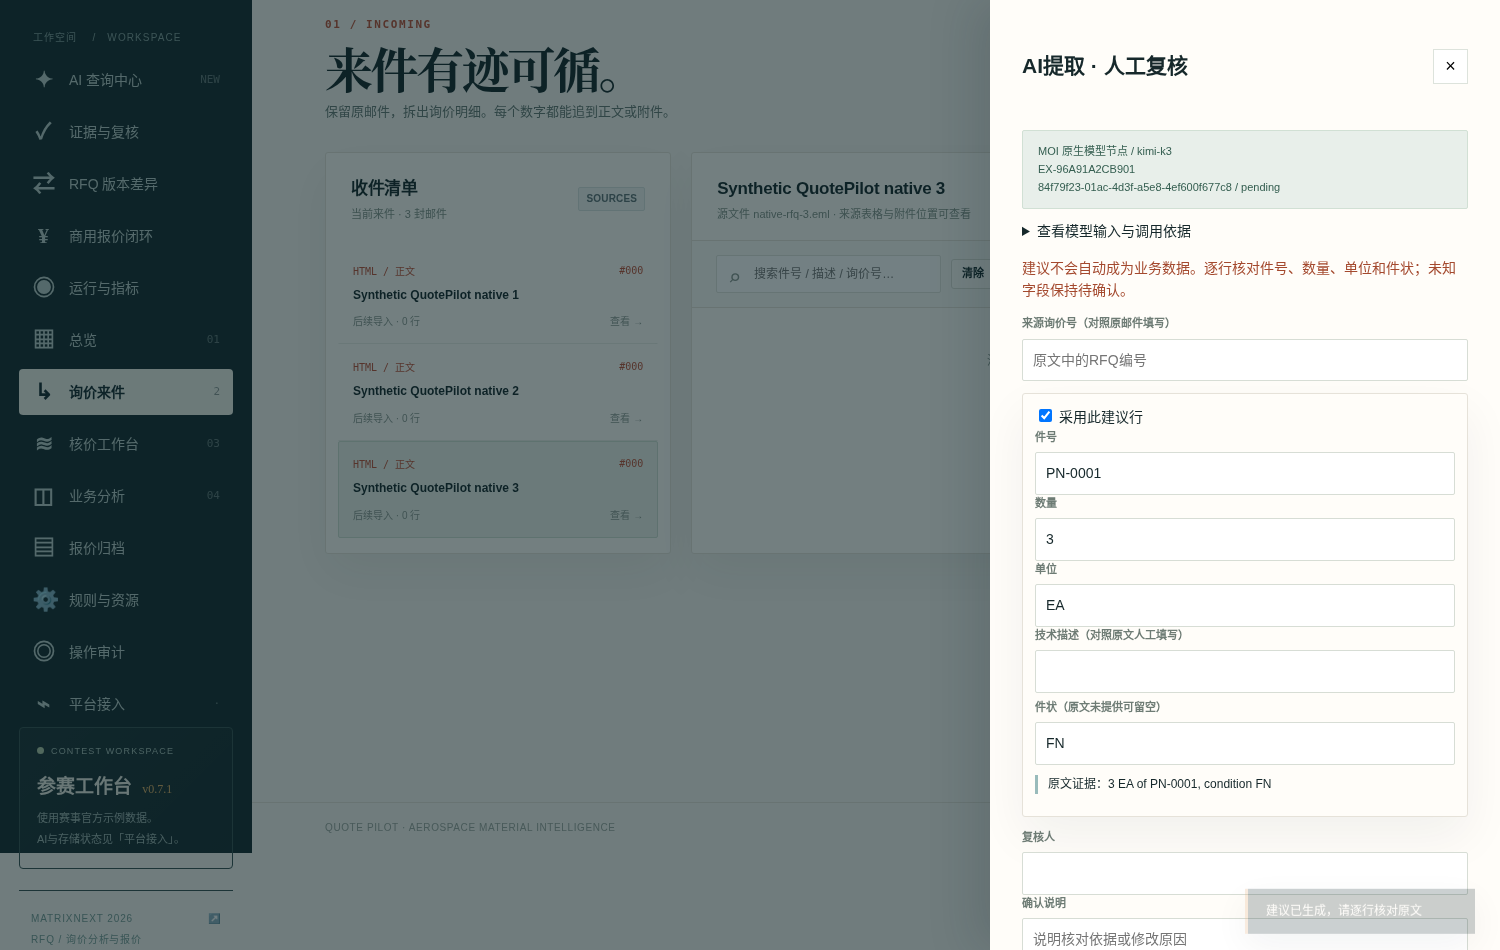 工作空间 / WORKSPACE
AI 查询中心 NEW
证据与复核
RFQ 版本差异
¥ 商用报价闭环
运行与指标
总览 01
询价来件 2
核价工作台 03
业务分析 04
报价归档
规则与资源
操作审计
平台接入 ·
CONTEST WORKSPACE
参赛工作台 v0.7.1
使用赛事官方示例数据。
AI与存储状态见「平台接入」。
MATRIXNEXT 2026
RFQ / 询价分析与报价
01 / INCOMING
来件有迹可循。
保留原邮件，拆出询价明细。每个数字都能追到正文或附件。
收件清单
当前来件 · 3 封邮件
SOURCES
HTML / 正文 #000
Synthetic QuotePilot native 1
后续导入 · 0 行 查看 →
HTML / 正文 #000
Synthetic QuotePilot native 2
后续导入 · 0 行 查看 →
HTML / 正文 #000
Synthetic QuotePilot native 3
后续导入 · 0 行 查看 →
Synthetic QuotePilot native 3
源文件 native-rfq-3.eml · 来源表格与附件位置可查看
搜索件号 / 描述 / 询价号…
清除
QUOTE PILOT · AEROSPACE MATERIAL INTELLIGENCE
AI提取 · 人工复核
×
MOI 原生模型节点 / kimi-k3
EX-96A91A2CB901
84f79f23-01ac-4d3f-a5e8-4ef600f677c8 / pending
查看模型输入与调用依据
建议不会自动成为业务数据。逐行核对件号、数量、单位和件状；未知
字段保持待确认。
来源询价号（对照原邮件填写）
原文中的RFQ编号
采用此建议行
件号
PN-0001
数量
3
单位
EA
技术描述（对照原文人工填写）
件状（原文未提供可留空）
FN
原文证据：3 EA of PN-0001, condition FN
复核人
确认说明
说明核对依据或修改原因
建议已生成，请逐行核对原文